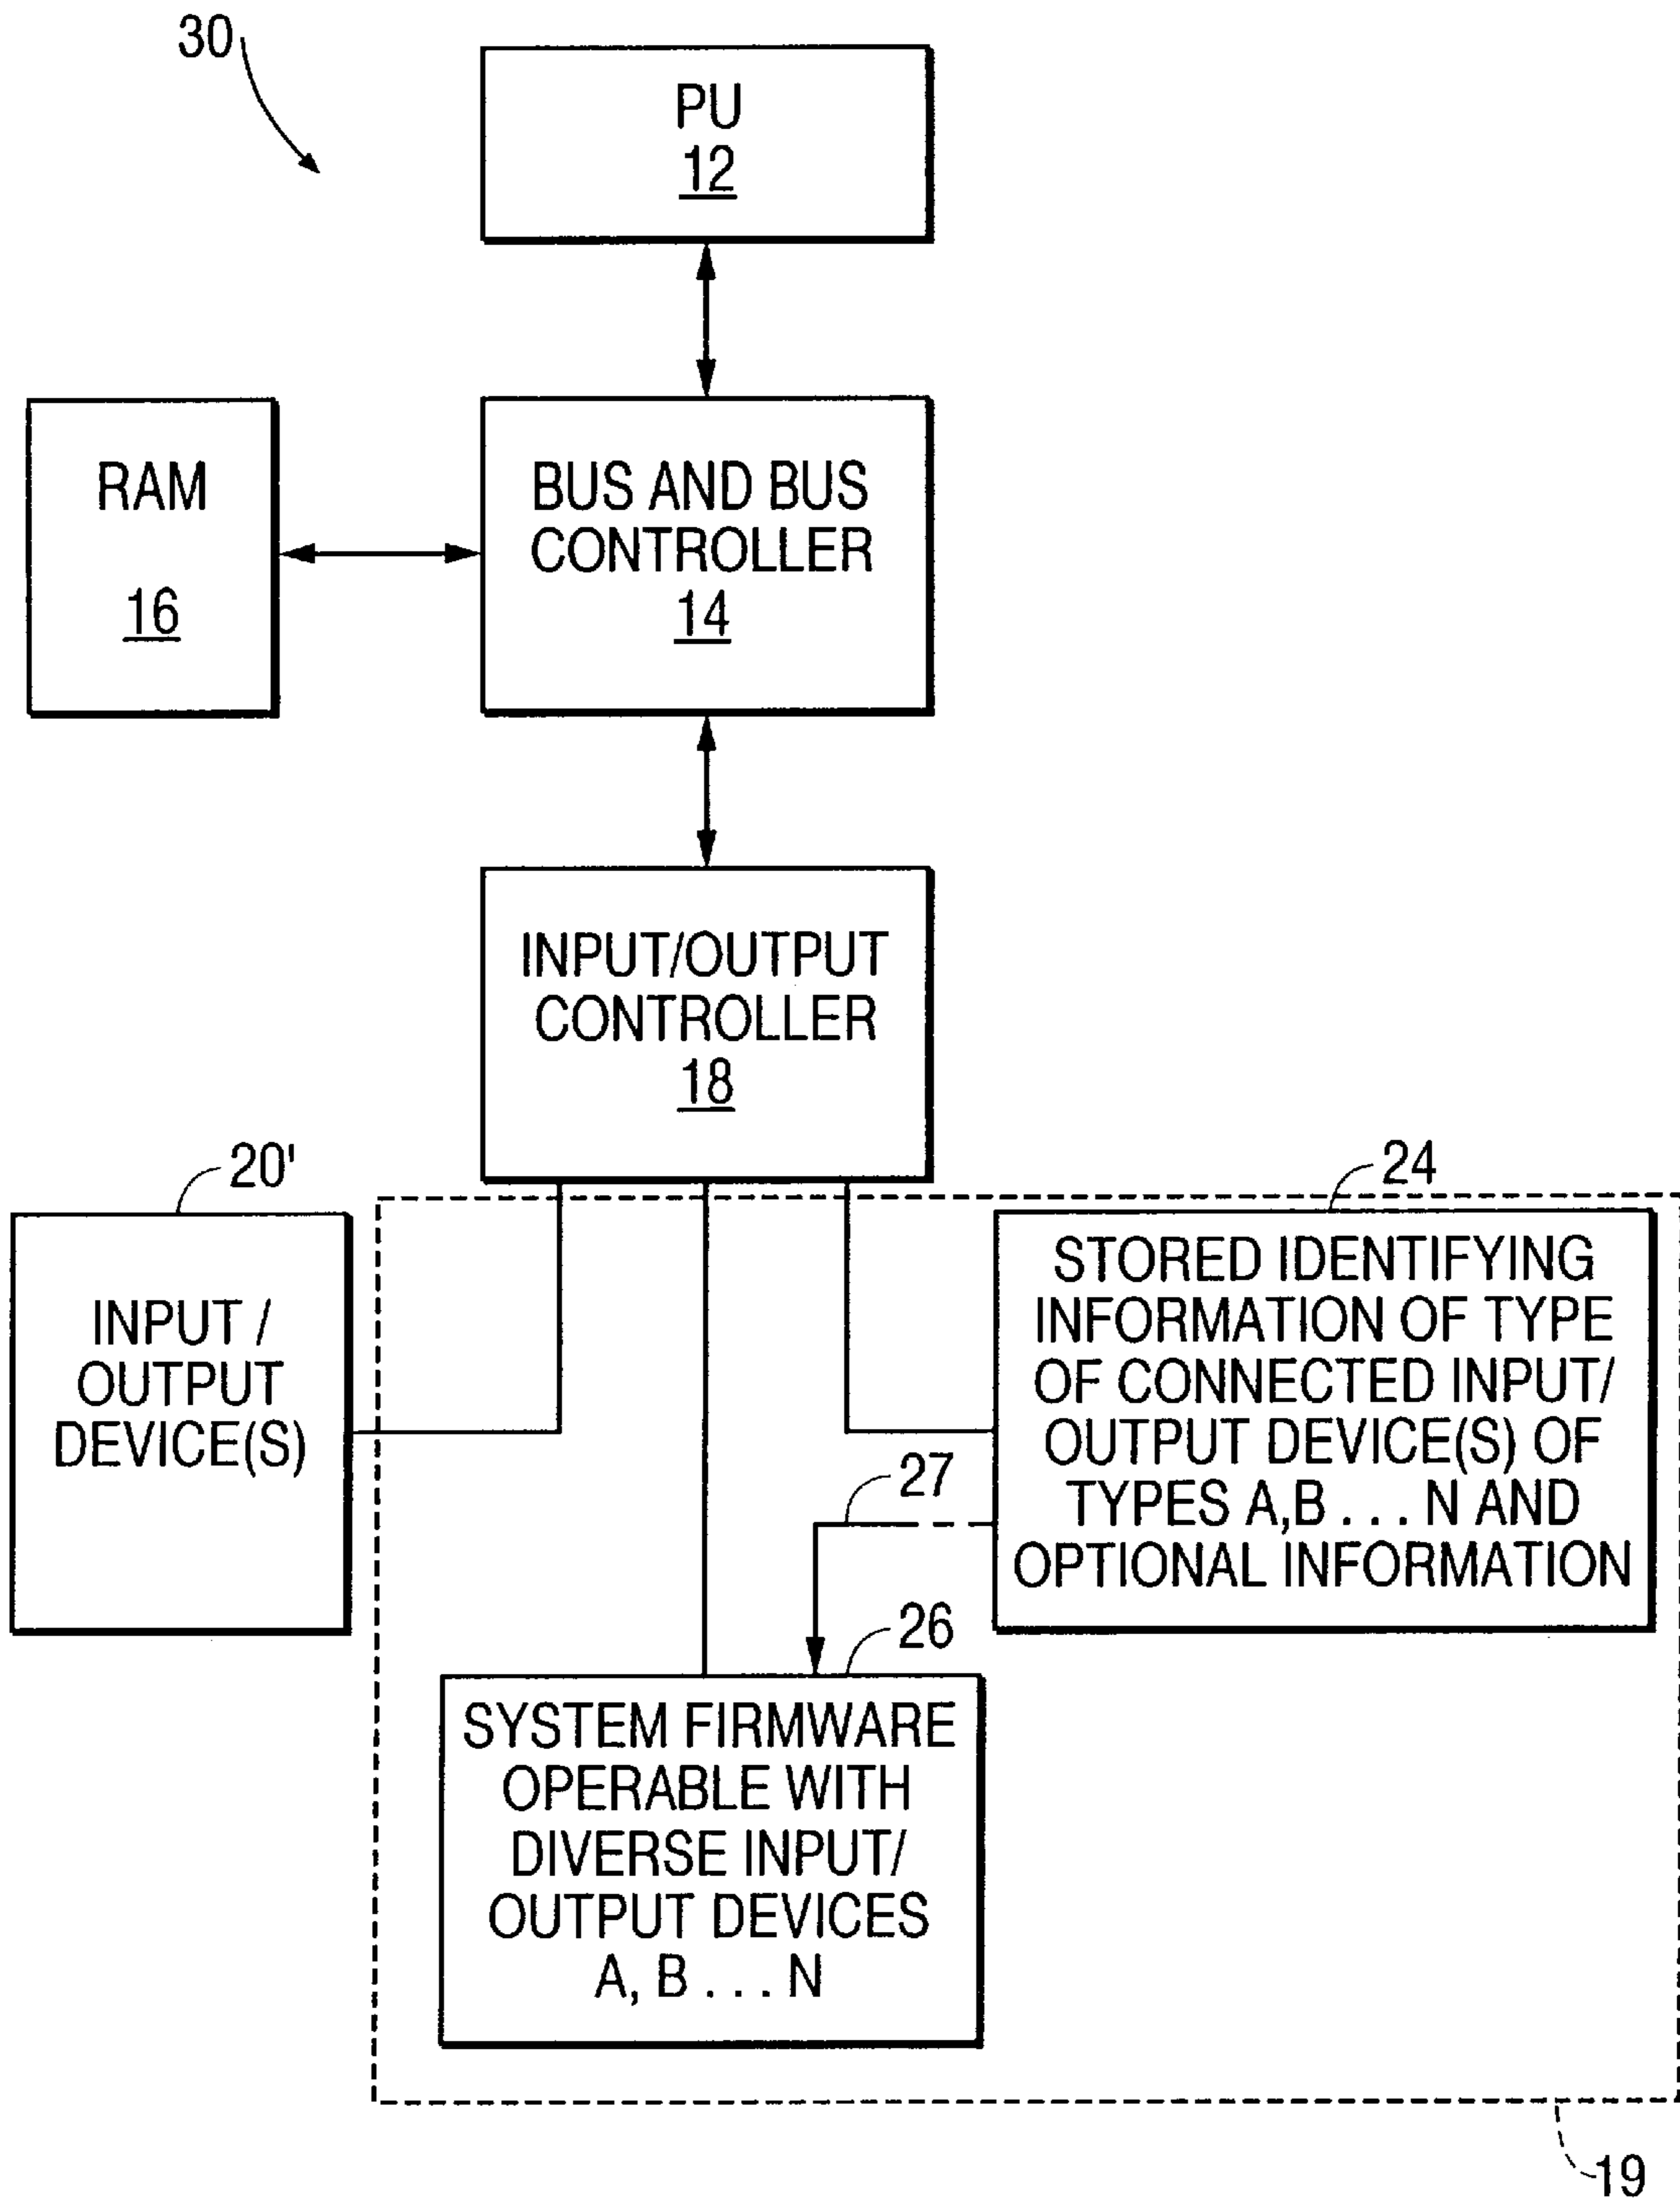 30
PU
12
RAM
16
BUS AND BUS
CONTROLLER
14
INPUT/OUTPUT
CONTROLLER
18
20'
INPUT /
OUTPUT
DEVICE(S)
24
STORED IDENTIFYING
INFORMATION OF TYPE
OF CONNECTED INPUT/
OUTPUT DEVICE(S) OF
TYPES A,B . . . N AND
OPTIONAL INFORMATION
27
26
SYSTEM FIRMWARE
OPERABLE WITH
DIVERSE INPUT/
OUTPUT DEVICES
A, B . . . N
19